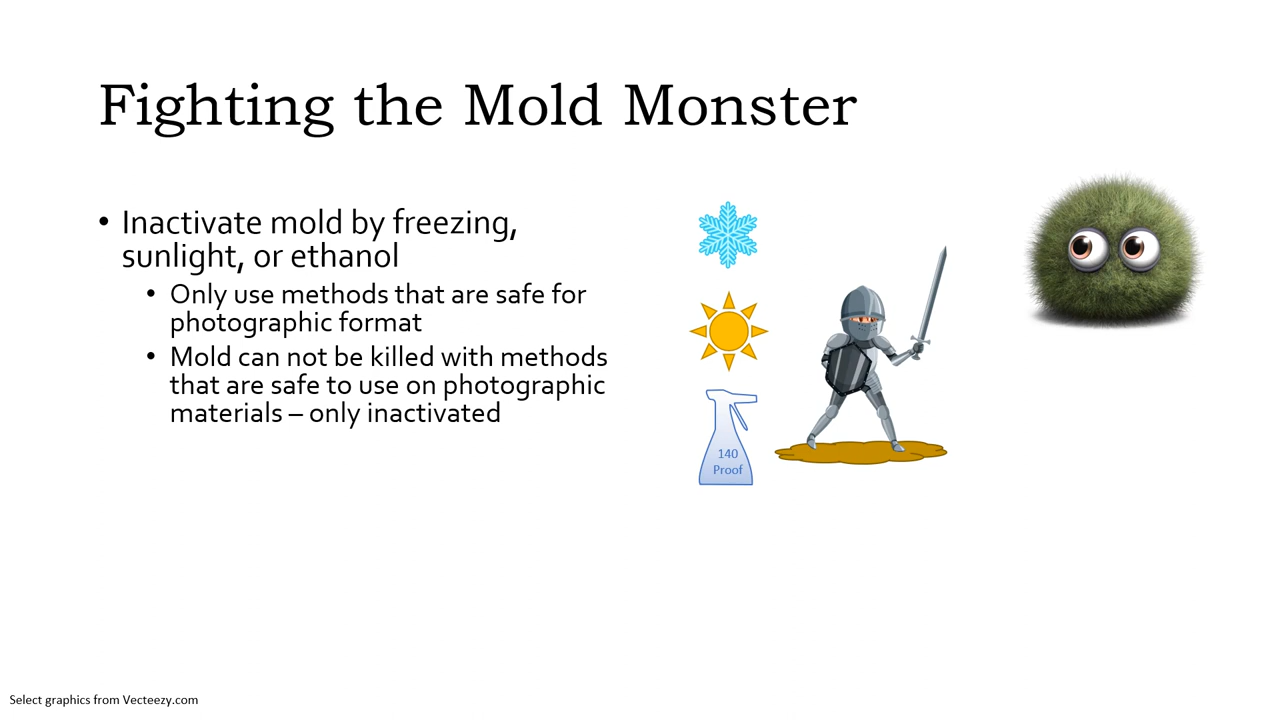 Fighting the Mold Monster
• Inactivate mold by freezing,
sunlight, or ethanol
• Only use methods that are safe for
photographic format
• Mold can not be killed with methods
that are safe to use on photographic
materials – only inactivated
140
Proof
Select graphics from Vecteezy.com